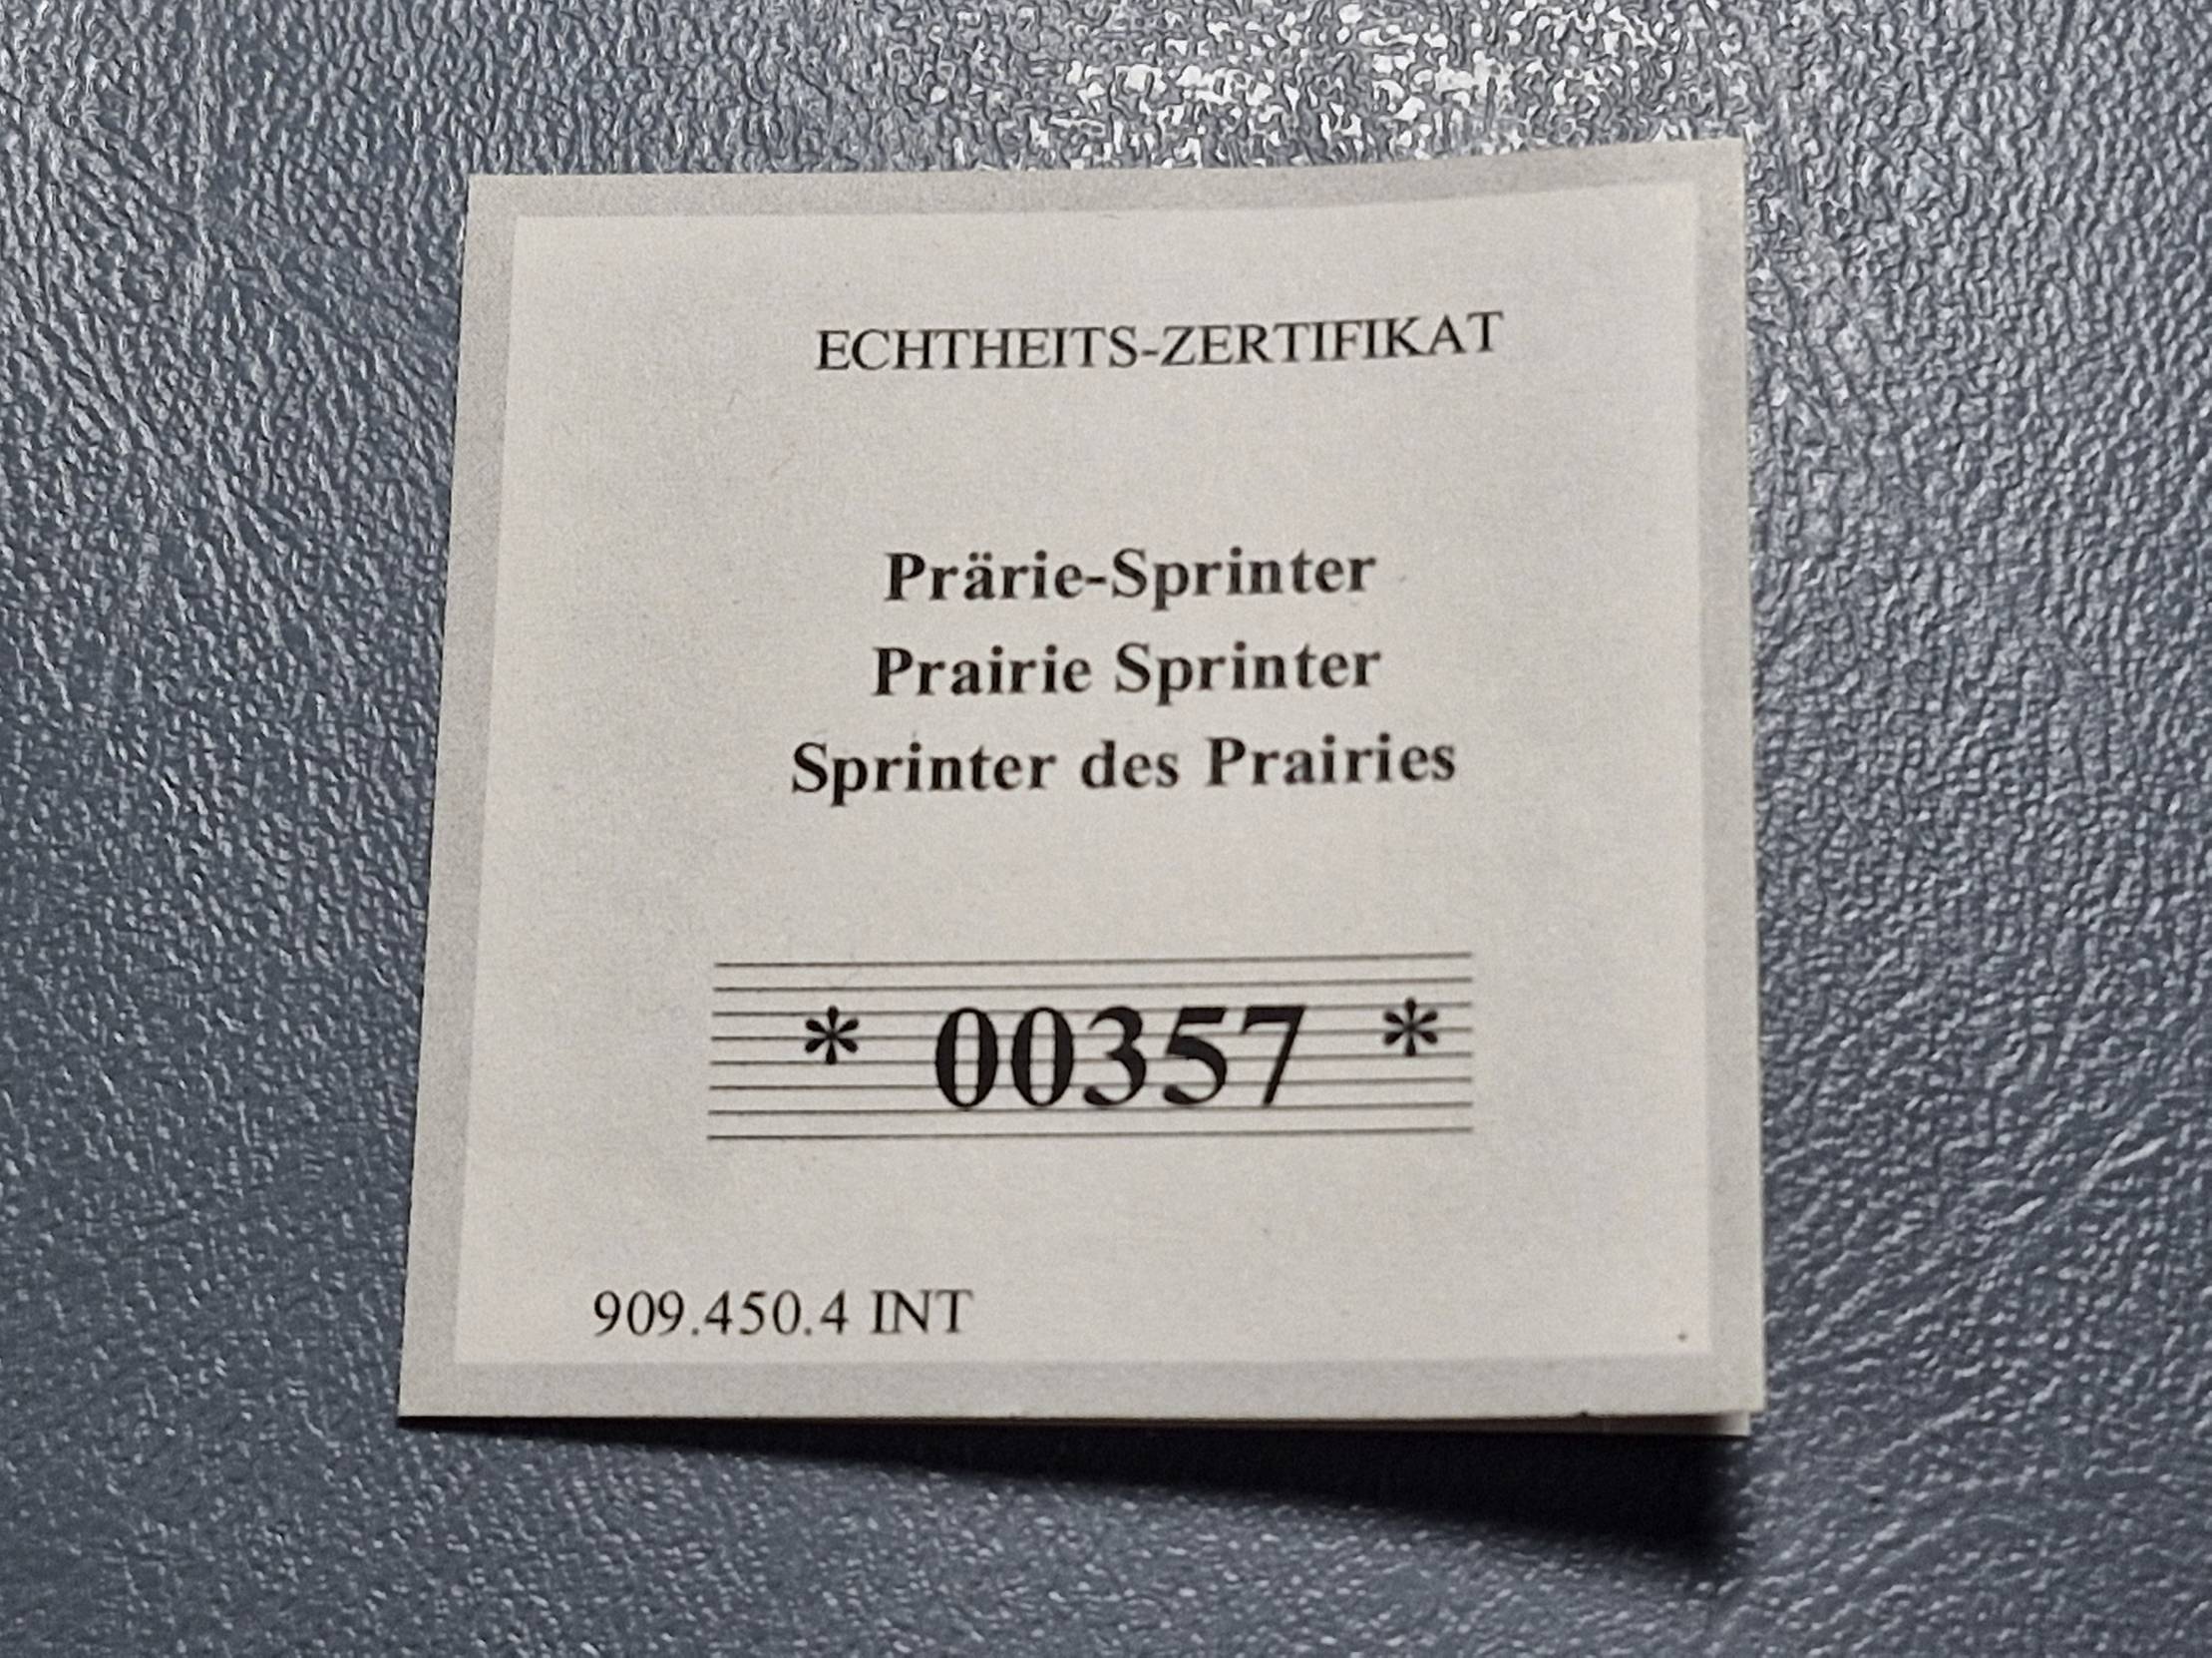 ECHTHEITS-ZERTIFIKAT
Prärie-Sprinter
Prairie Sprinter
Sprinter des Prairies
* 00357 *
909.450.4 INT